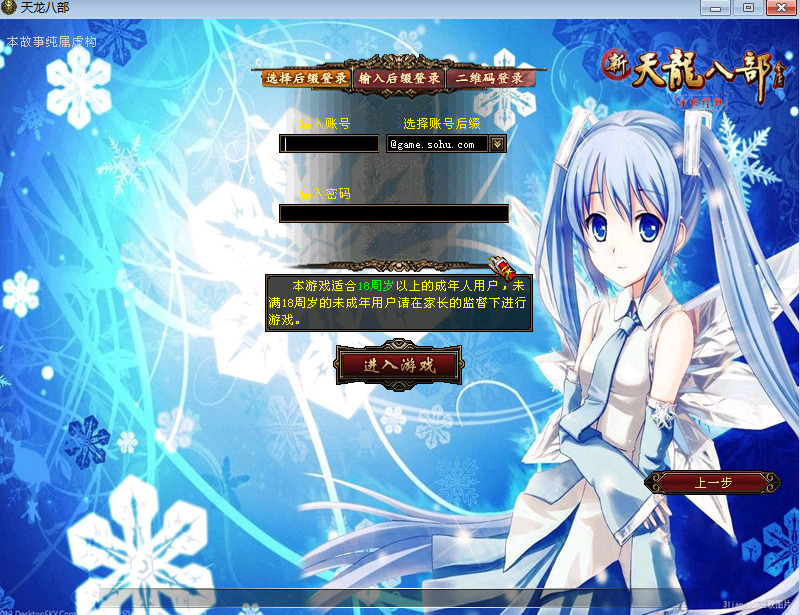 天龙八部
本故事纯属虚构
新天龍八部
选择后缀登录 输入后缀登录 二维码登录
输入账号 选择账号后缀
@game.sohu.com
输入密码
本游戏适合18周岁以上的成年人用户，未
满18周岁的未成年用户请在家长的监督下进行
游戏。
进入游戏
上一步